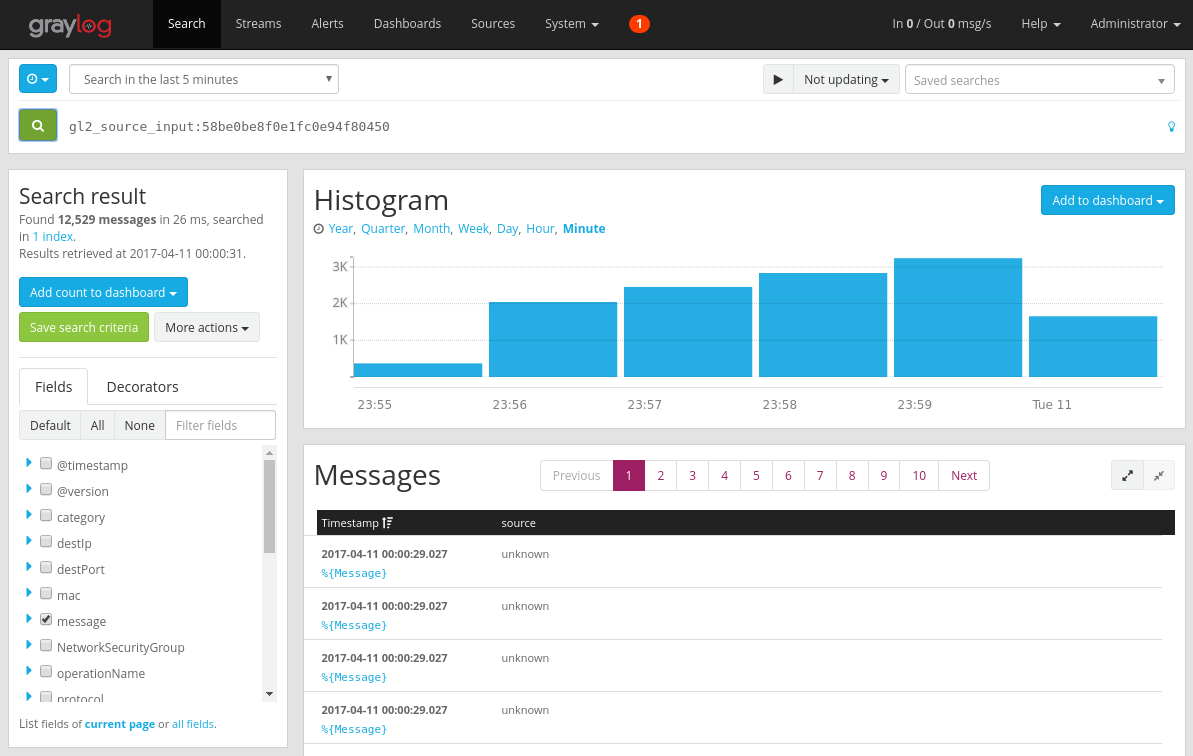 graylog Search Streams Alerts Dashboards Sources System 1 In 0 / Out 0 msg/s Help Administrator
Search in the last 5 minutes Not updating Saved searches
gl2_source_input:58be0be8f0e1fc0e94f80450
Search result
Found 12,529 messages in 26 ms, searched
in 1 index.
Results retrieved at 2017-04-11 00:00:31.
Add count to dashboard
Save search criteria More actions
Fields Decorators
Default All None Filter fields
@timestamp
@version
category
destIp
destPort
mac
message
NetworkSecurityGroup
operationName
protocol
List fields of current page or all fields.
Histogram
Add to dashboard
Year, Quarter, Month, Week, Day, Hour, Minute
3K
2K
1K
23:55 23:56 23:57 23:58 23:59 Tue 11
Messages
Previous 1 2 3 4 5 6 7 8 9 10 Next
Timestamp source
2017-04-11 00:00:29.027 unknown
%{Message}
2017-04-11 00:00:29.027 unknown
%{Message}
2017-04-11 00:00:29.027 unknown
%{Message}
2017-04-11 00:00:29.027 unknown
%{Message}